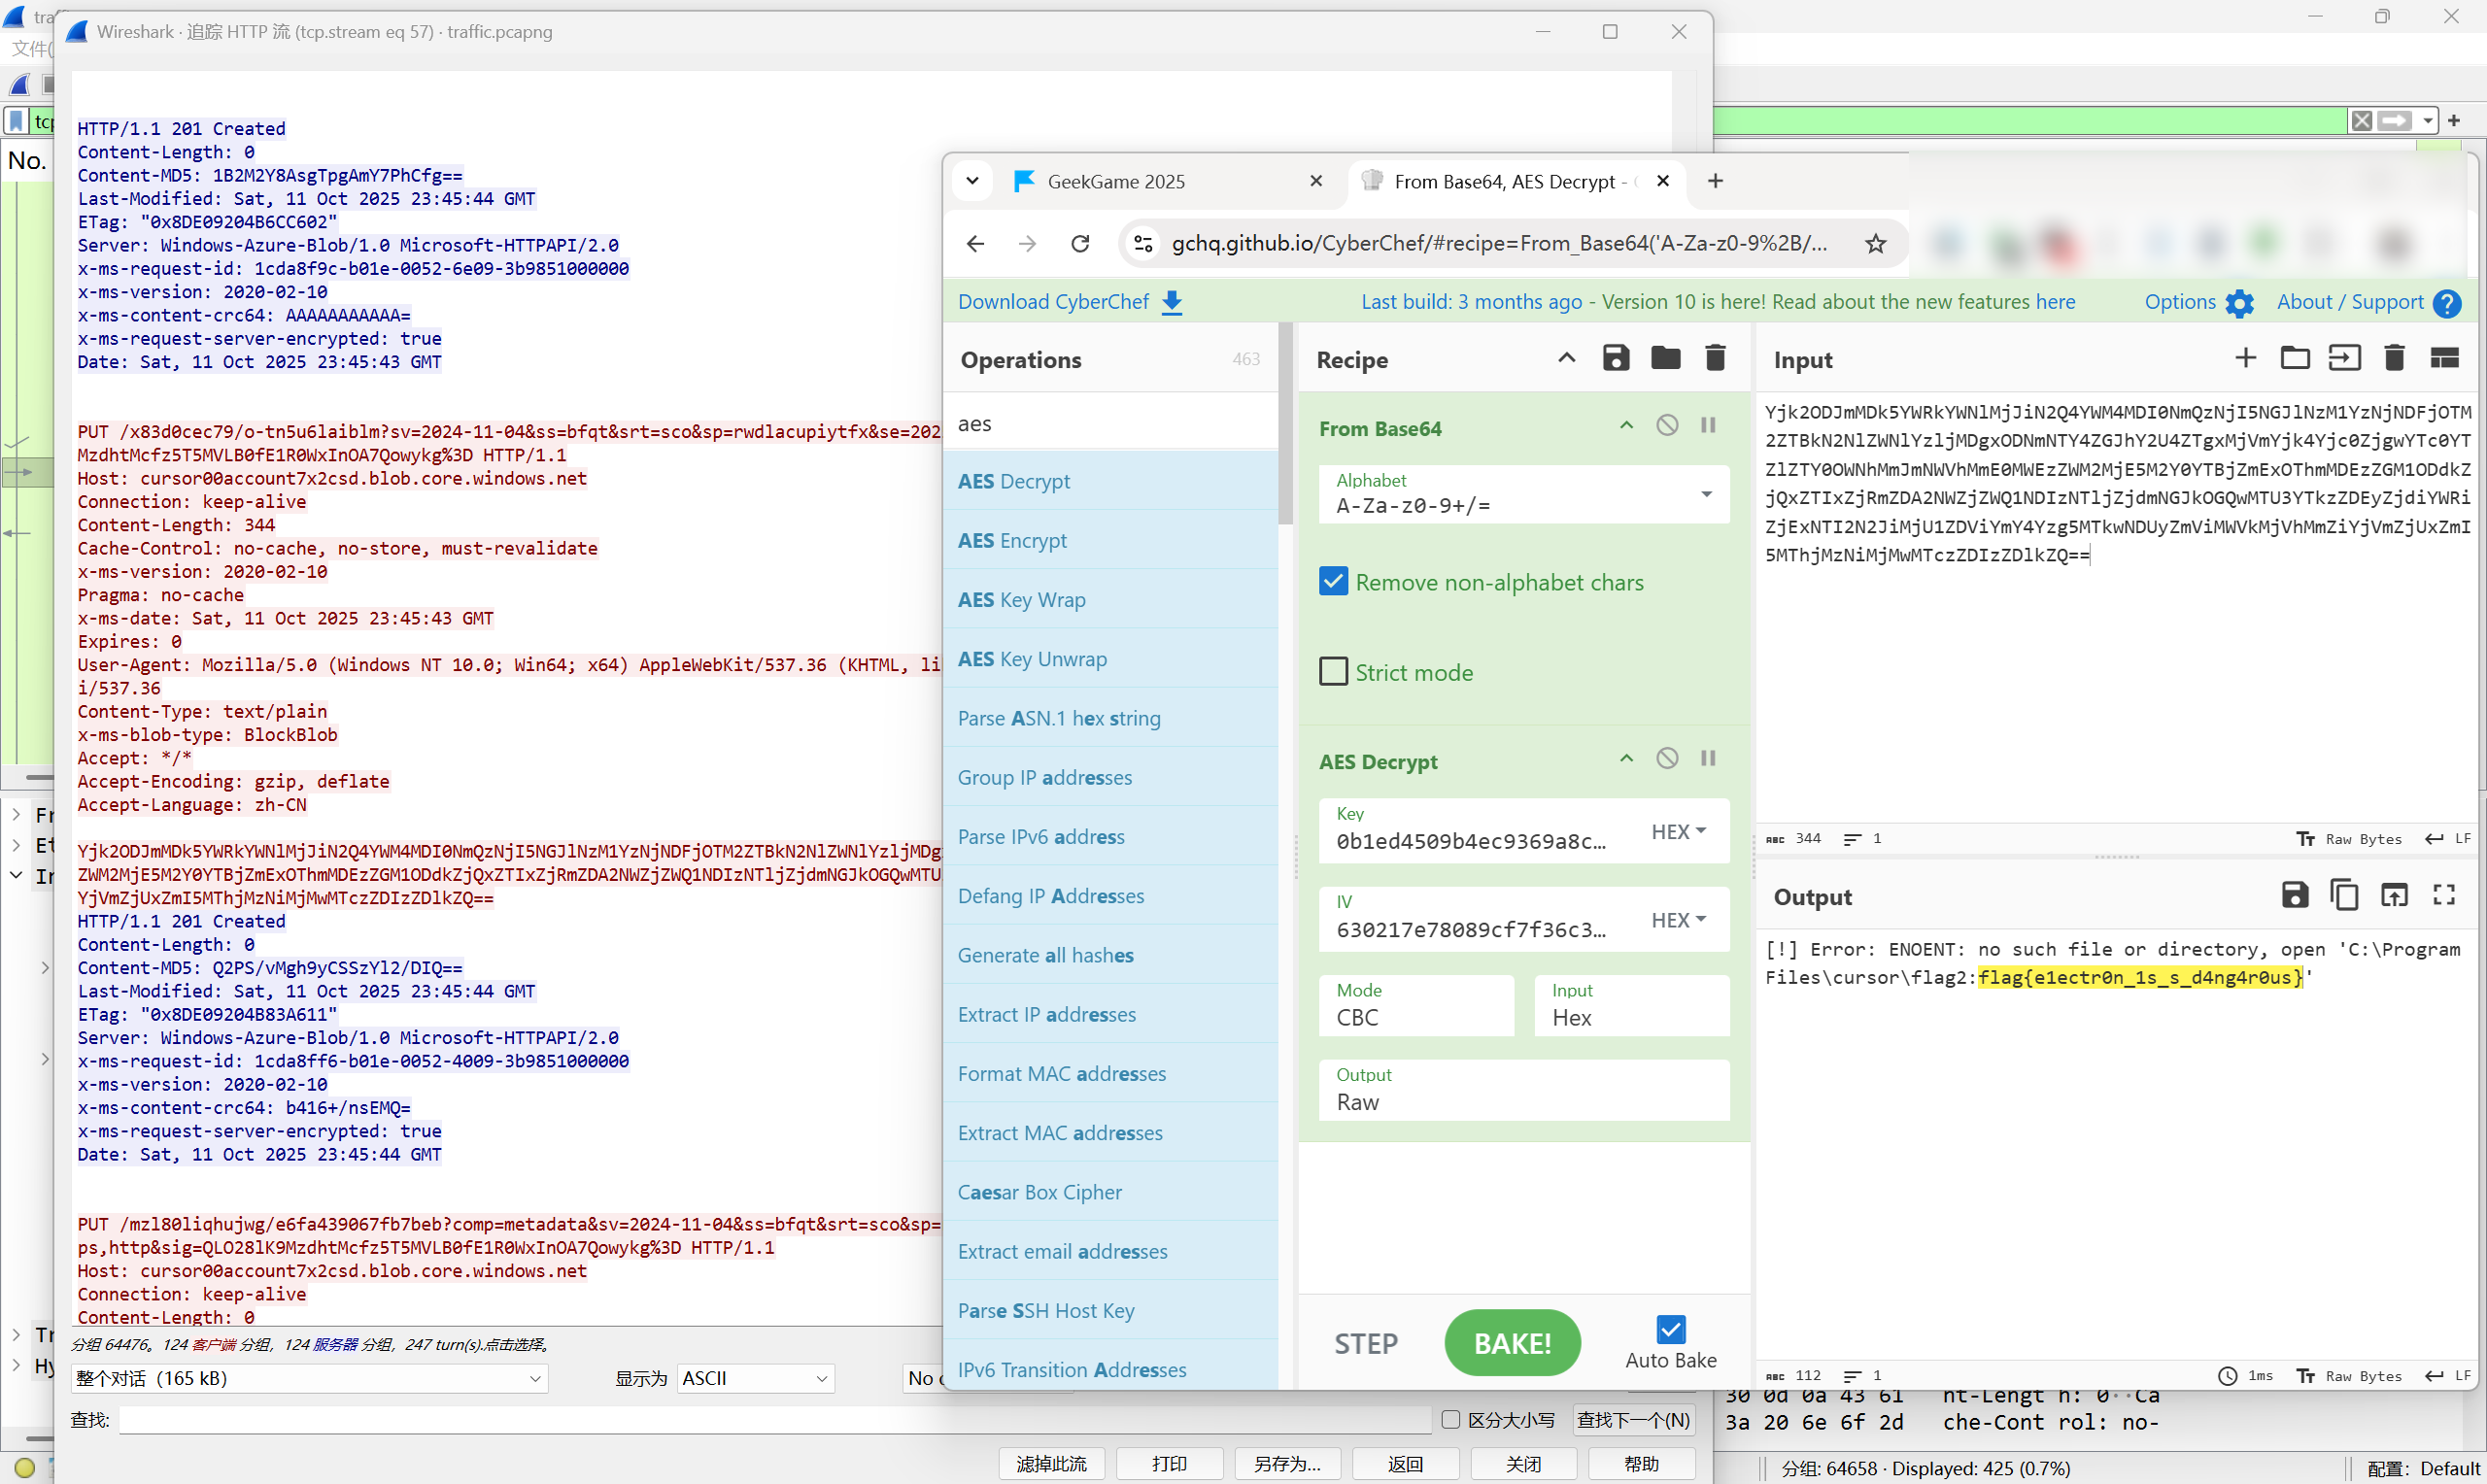 Wireshark · 追踪 HTTP 流 (tcp.stream eq 57) · traffic.pcapng
文件(
No.
HTTP/1.1 201 Created
Content-Length: 0
Content-MD5: 1B2M2Y8AsgTpgAmY7PhCfg==
Last-Modified: Sat, 11 Oct 2025 23:45:44 GMT
ETag: "0x8DE09204B6CC602"
Server: Windows-Azure-Blob/1.0 Microsoft-HTTPAPI/2.0
x-ms-request-id: 1cda8f9c-b01e-0052-6e09-3b9851000000
x-ms-version: 2020-02-10
x-ms-content-crc64: AAAAAAAAAAA=
x-ms-request-server-encrypted: true
Date: Sat, 11 Oct 2025 23:45:43 GMT
PUT /x83d0cec79/o-tn5u6laiblm?sv=2024-11-04&ss=bfqt&srt=sco&sp=rwdlacupiytfx&se=202
MzdhtMcfz5T5MVLB0fE1R0WxInOA7Qowykg%3D HTTP/1.1
Host: cursor00account7x2csd.blob.core.windows.net
Connection: keep-alive
Content-Length: 344
Cache-Control: no-cache, no-store, must-revalidate
x-ms-version: 2020-02-10
Pragma: no-cache
x-ms-date: Sat, 11 Oct 2025 23:45:43 GMT
Expires: 0
User-Agent: Mozilla/5.0 (Windows NT 10.0; Win64; x64) AppleWebKit/537.36 (KHTML, li
i/537.36
Content-Type: text/plain
x-ms-blob-type: BlockBlob
Accept: */*
Accept-Encoding: gzip, deflate
Accept-Language: zh-CN
Yjk2ODJmMDk5YWRkYWNlMjJiN2Q4YWM4MDI0NmQzNjI5NGJlNzM1YzNjNDFjOTM2ZTBkN2NlZWNlYzljMDg
ZWM2MjE5M2Y0YTBjZmExOThmMDEzZGM1ODdkZjQxZTIxZjRmZDA2NWZjZWQ1NDIzNTljZjdmNGJkOGQwMTU
YjVmZjUxZmI5MThjMzNiMjMwMTczZDIzZDlkZQ==
HTTP/1.1 201 Created
Content-Length: 0
Content-MD5: Q2PS/vMgh9yCSSzYl2/DIQ==
Last-Modified: Sat, 11 Oct 2025 23:45:44 GMT
ETag: "0x8DE09204B83A611"
Server: Windows-Azure-Blob/1.0 Microsoft-HTTPAPI/2.0
x-ms-request-id: 1cda8ff6-b01e-0052-4009-3b9851000000
x-ms-version: 2020-02-10
x-ms-content-crc64: b416+/nsEMQ=
x-ms-request-server-encrypted: true
Date: Sat, 11 Oct 2025 23:45:44 GMT
PUT /mzl80liqhujwg/e6fa439067fb7beb?comp=metadata&sv=2024-11-04&ss=bfqt&srt=sco&sp=
ps,http&sig=QLO28lK9MzdhtMcfz5T5MVLB0fE1R0WxInOA7Qowykg%3D HTTP/1.1
Host: cursor00account7x2csd.blob.core.windows.net
Connection: keep-alive
Content-Length: 0
分组 64476。124 客户端 分组，124 服务器 分组，247 turn(s).点击选择。
整个对话 (165 kB)
显示为 ASCII
查找:
区分大小写
查找下一个(N)
滤掉此流
打印
另存为...
返回
关闭
帮助
GeekGame 2025
From Base64, AES Decrypt -
gchq.github.io/CyberChef/#recipe=From_Base64('A-Za-z0-9%2B/...
Download CyberChef
Last build: 3 months ago - Version 10 is here! Read about the new features here
Options
About / Support
Operations 463
aes
AES Decrypt
AES Encrypt
AES Key Wrap
AES Key Unwrap
Parse ASN.1 hex string
Group IP addresses
Parse IPv6 address
Defang IP Addresses
Generate all hashes
Extract IP addresses
Format MAC addresses
Extract MAC addresses
Caesar Box Cipher
Extract email addresses
Parse SSH Host Key
IPv6 Transition Addresses
Recipe
From Base64
Alphabet
A-Za-z0-9+/=
Remove non-alphabet chars
Strict mode
AES Decrypt
Key
0b1ed4509b4ec9369a8c...
HEX
IV
630217e78089cf7f36c3...
HEX
Mode
CBC
Input
Hex
Output
Raw
STEP
BAKE!
Auto Bake
Input
Yjk2ODJmMDk5YWRkYWNlMjJiN2Q4YWM4MDI0NmQzNjI5NGJlNzM1YzNjNDFjOTM
2ZTBkN2NlZWNlYzljMDgxODNmNTY4ZGJhY2U4ZTgxMjVmYjk4Yjc0ZjgwYTc0YT
ZlZTY0OWNhMmJmNWVhMmE0MWEzZWM2MjE5M2Y0YTBjZmExOThmMDEzZGM1ODdkZ
jQxZTIxZjRmZDA2NWZjZWQ1NDIzNTljZjdmNGJkOGQwMTU3YTkzZDEyZjdiYWRi
ZjExNTI2N2JiMjU1ZDViYmY4Yzg5MTkwNDUyZmViMWVkMjVhMmZiYjVmZjUxZmI
5MThjMzNiMjMwMTczZDIzZDlkZQ==
344 1
Raw Bytes LF
Output
[!] Error: ENOENT: no such file or directory, open 'C:\Program
Files\cursor\flag2:flag{e1ectr0n_1s_s_d4ng4r0us}'
112 1
1ms Raw Bytes LF
30 0d 0a 43 61 nt-Lengt h: 0··Ca
3a 20 6e 6f 2d che-Cont rol: no-
分组: 64658 · Displayed: 425 (0.7%)
配置: Default